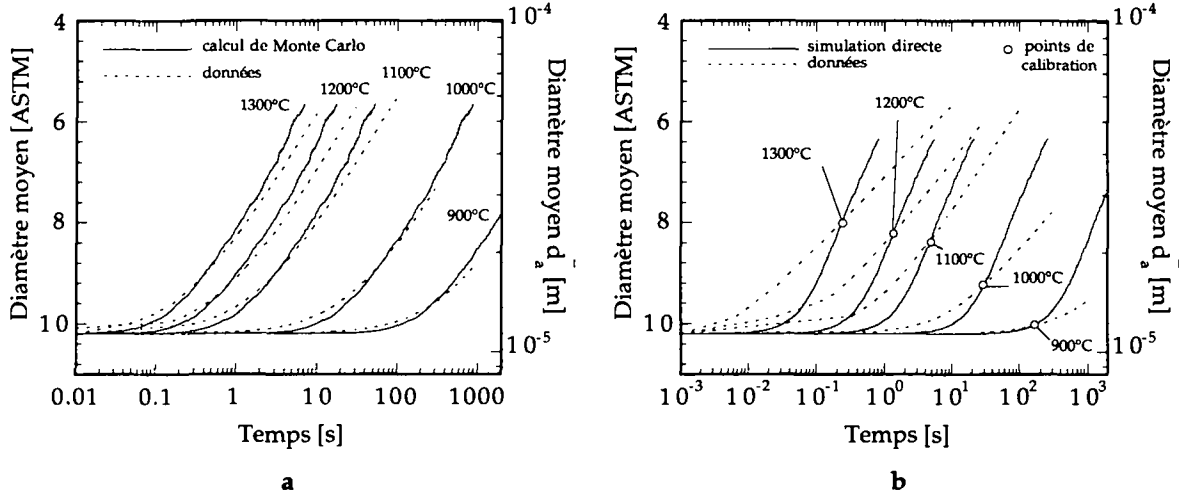 4
6
8
10
Diamètre moyen [ASTM]
calcul de Monte Carlo
données
1300°C
1200°C
1100°C
1000°C
900°C
10-4
10-5
Diamètre moyen d̄a [m]
0.01
0.1
1
10
100
1000
Temps [s]
a
4
6
8
10
Diamètre moyen [ASTM]
simulation directe
données
points de
calibration
1300°C
1200°C
1100°C
1000°C
900°C
10-4
10-5
Diamètre moyen d̄a [m]
10-3
10-2
10-1
100
101
102
103
Temps [s]
b